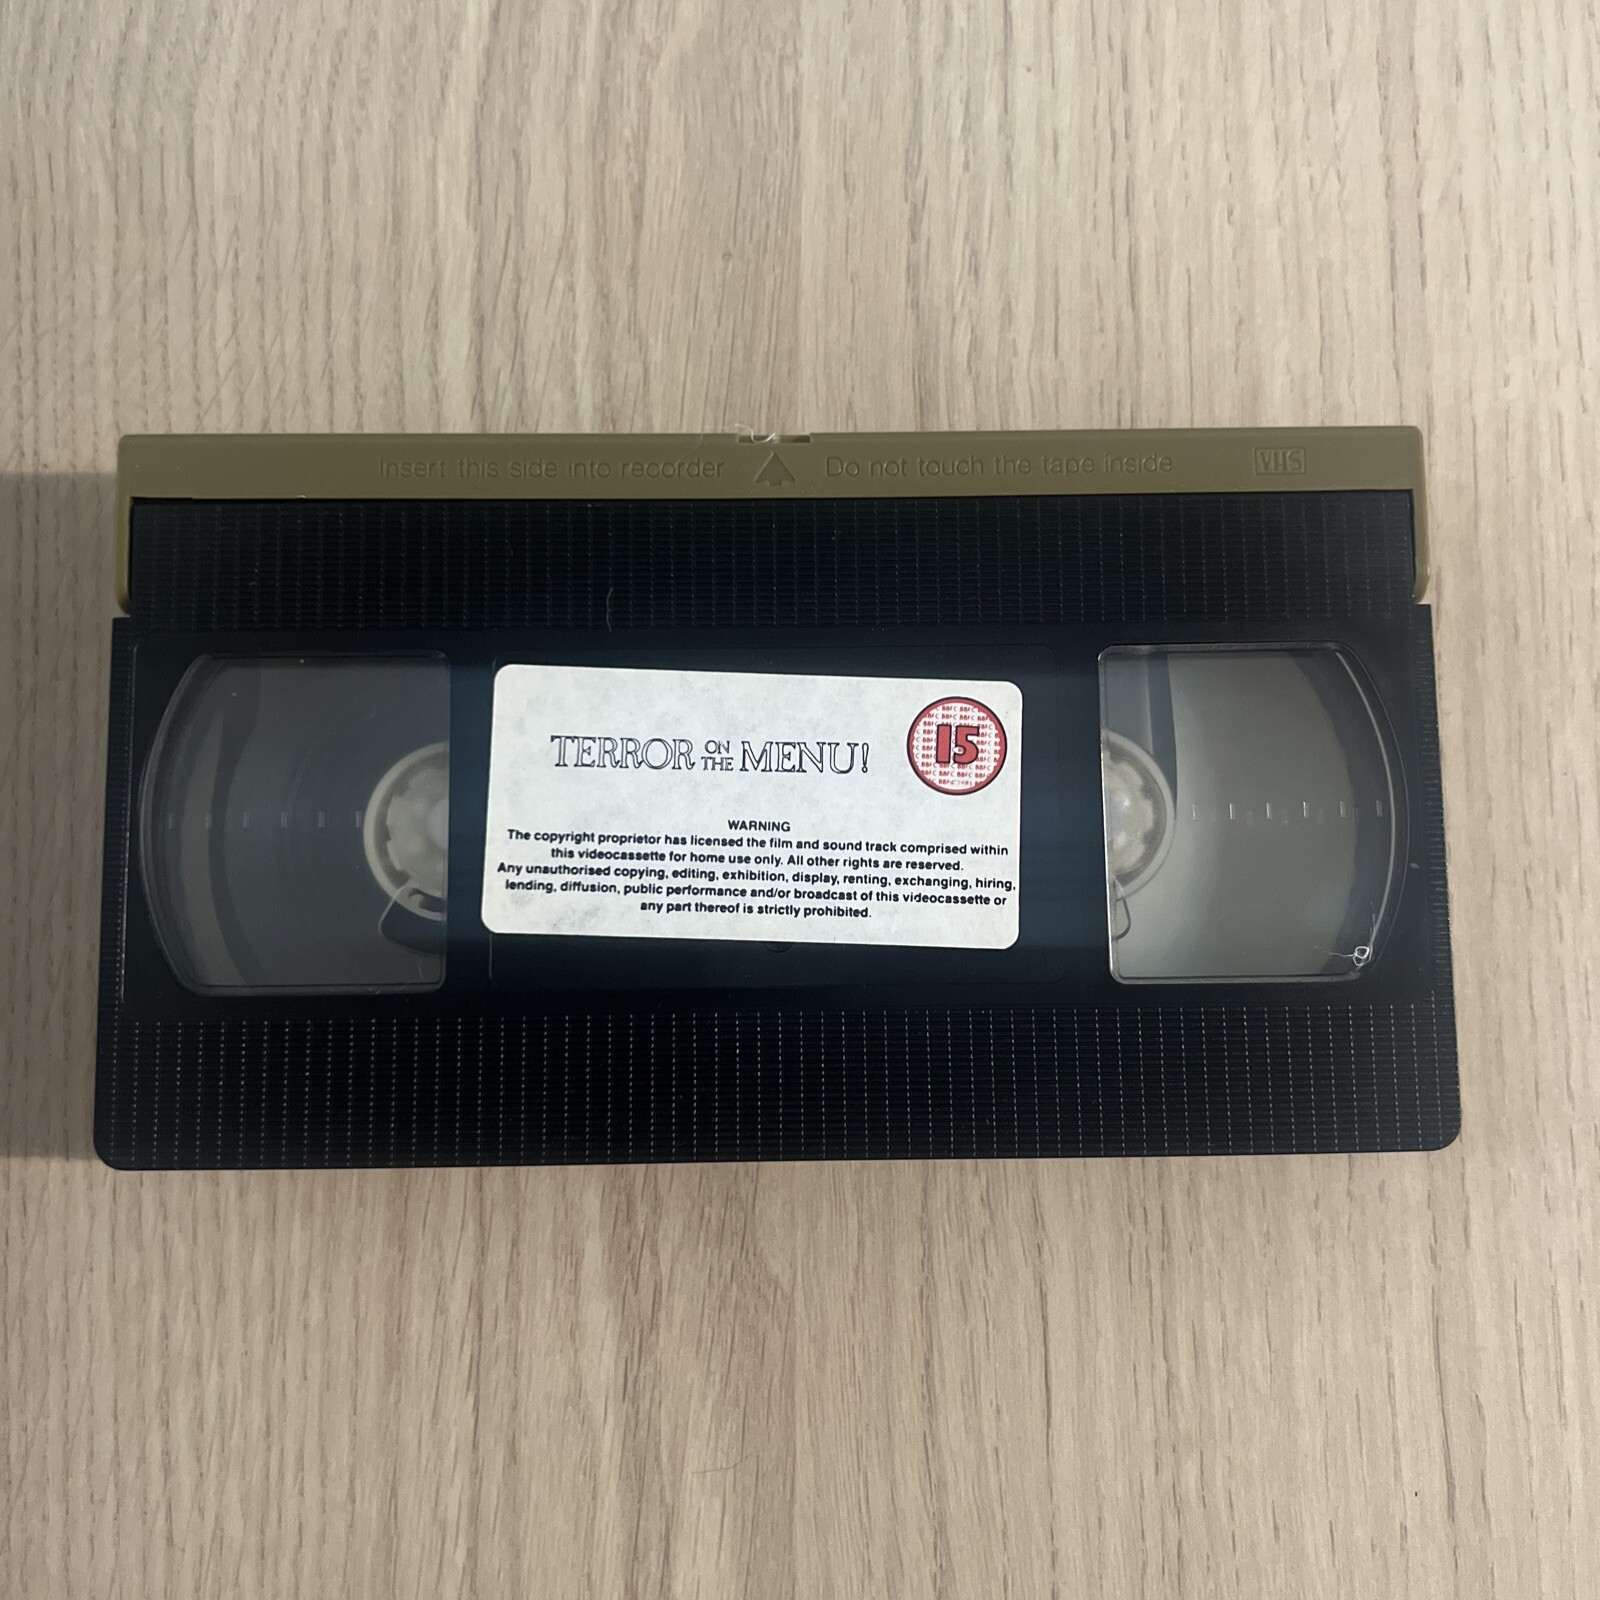 Insert this side into recorder Do not touch the tape inside VHS
TERROR ON THE MENU!
15
WARNING
The copyright proprietor has licensed the film and sound track comprised within
this videocassette for home use only. All other rights are reserved.
Any unauthorised copying, editing, exhibition, display, renting, exchanging, hiring,
lending, diffusion, public performance and/or broadcast of this videocassette or
any part thereof is strictly prohibited.